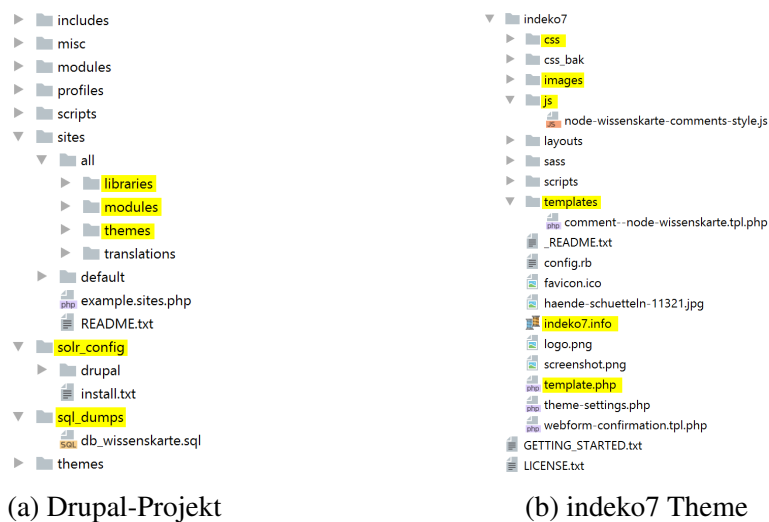 includes
misc
modules
profiles
scripts
sites
all
libraries
modules
themes
translations
default
example.sites.php
README.txt
solr_config
drupal
install.txt
sql_dumps
db_wissenskarte.sql
themes
(a) Drupal-Projekt
indeko7
css
css_bak
images
js
node-wissenskarte-comments-style.js
layouts
sass
scripts
templates
comment--node-wissenskarte.tpl.php
_README.txt
config.rb
favicon.ico
haende-schuetteln-11321.jpg
indeko7.info
logo.png
screenshot.png
template.php
theme-settings.php
webform-confirmation.tpl.php
GETTING_STARTED.txt
LICENSE.txt
(b) indeko7 Theme